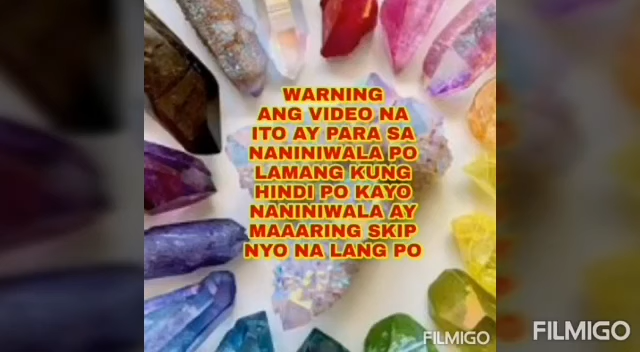 WARNING
ANG VIDEO NA
ITO AY PARA SA
NANINIWALA PO
LAMANG KUNG
HINDI PO KAYO
NANINIWALA AY
MAAARING SKIP
NYO NA LANG PO
FILMIGO
FILMIGO